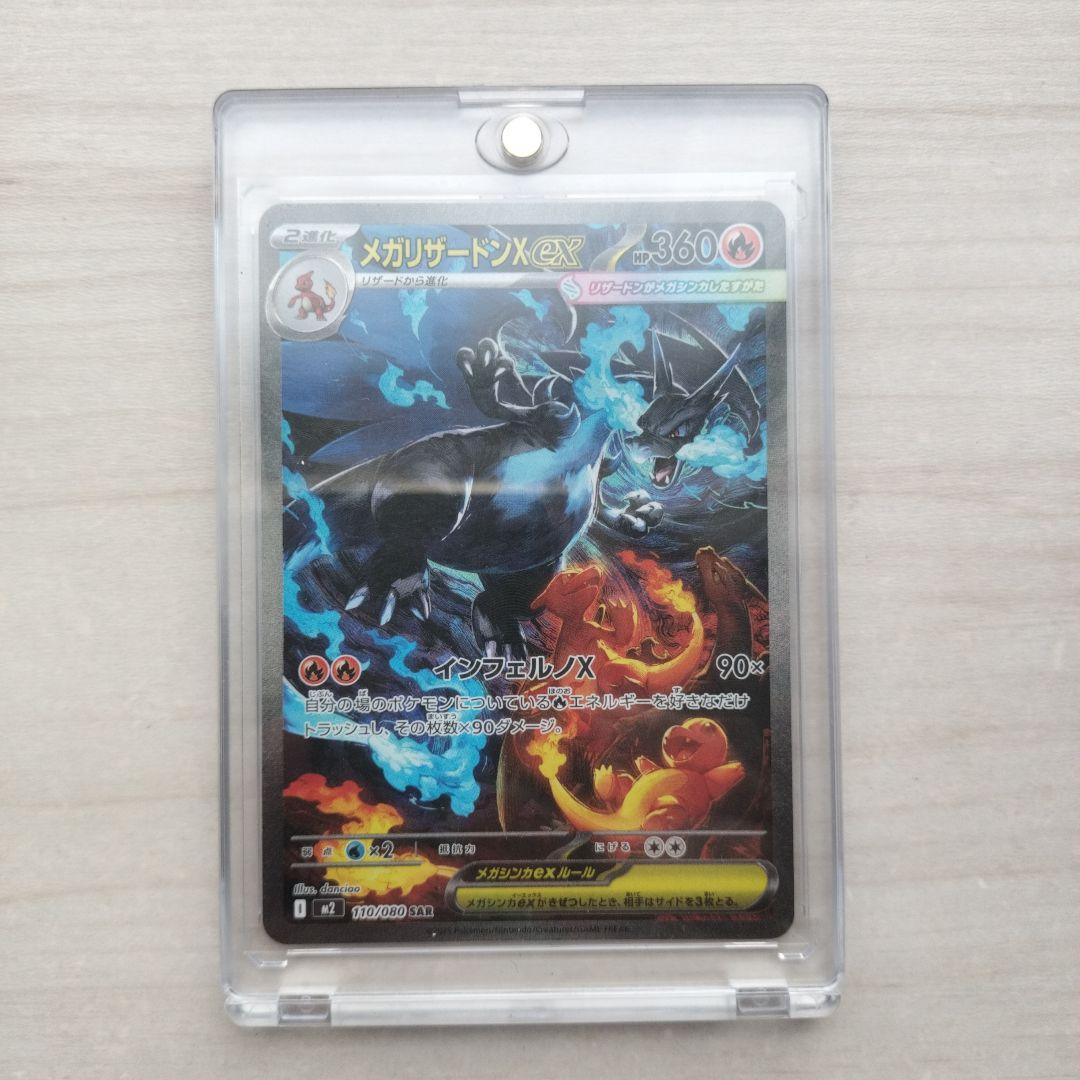 2進化
メガリザードンXex HP360
リザードから進化
リザードンがメガシンカしたすがた
インフェルノX 90×
自分の場のポケモンについているエネルギーを好きなだけ
トラッシュし、その枚数×90ダメージ。
弱点 ×2 抵抗力 にげる
メガシンカexルール
メガシンカexがきぜつしたとき、相手はサイドを3枚とる。
Illus. danciao
I M2 110/080 SAR
©2025 Pokémon/Nintendo/Creatures/GAME FREAK